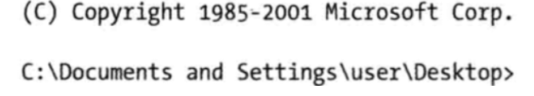 (C) Copyright 1985-2001 Microsoft Corp.
C:\Documents and Settings\user\Desktop>